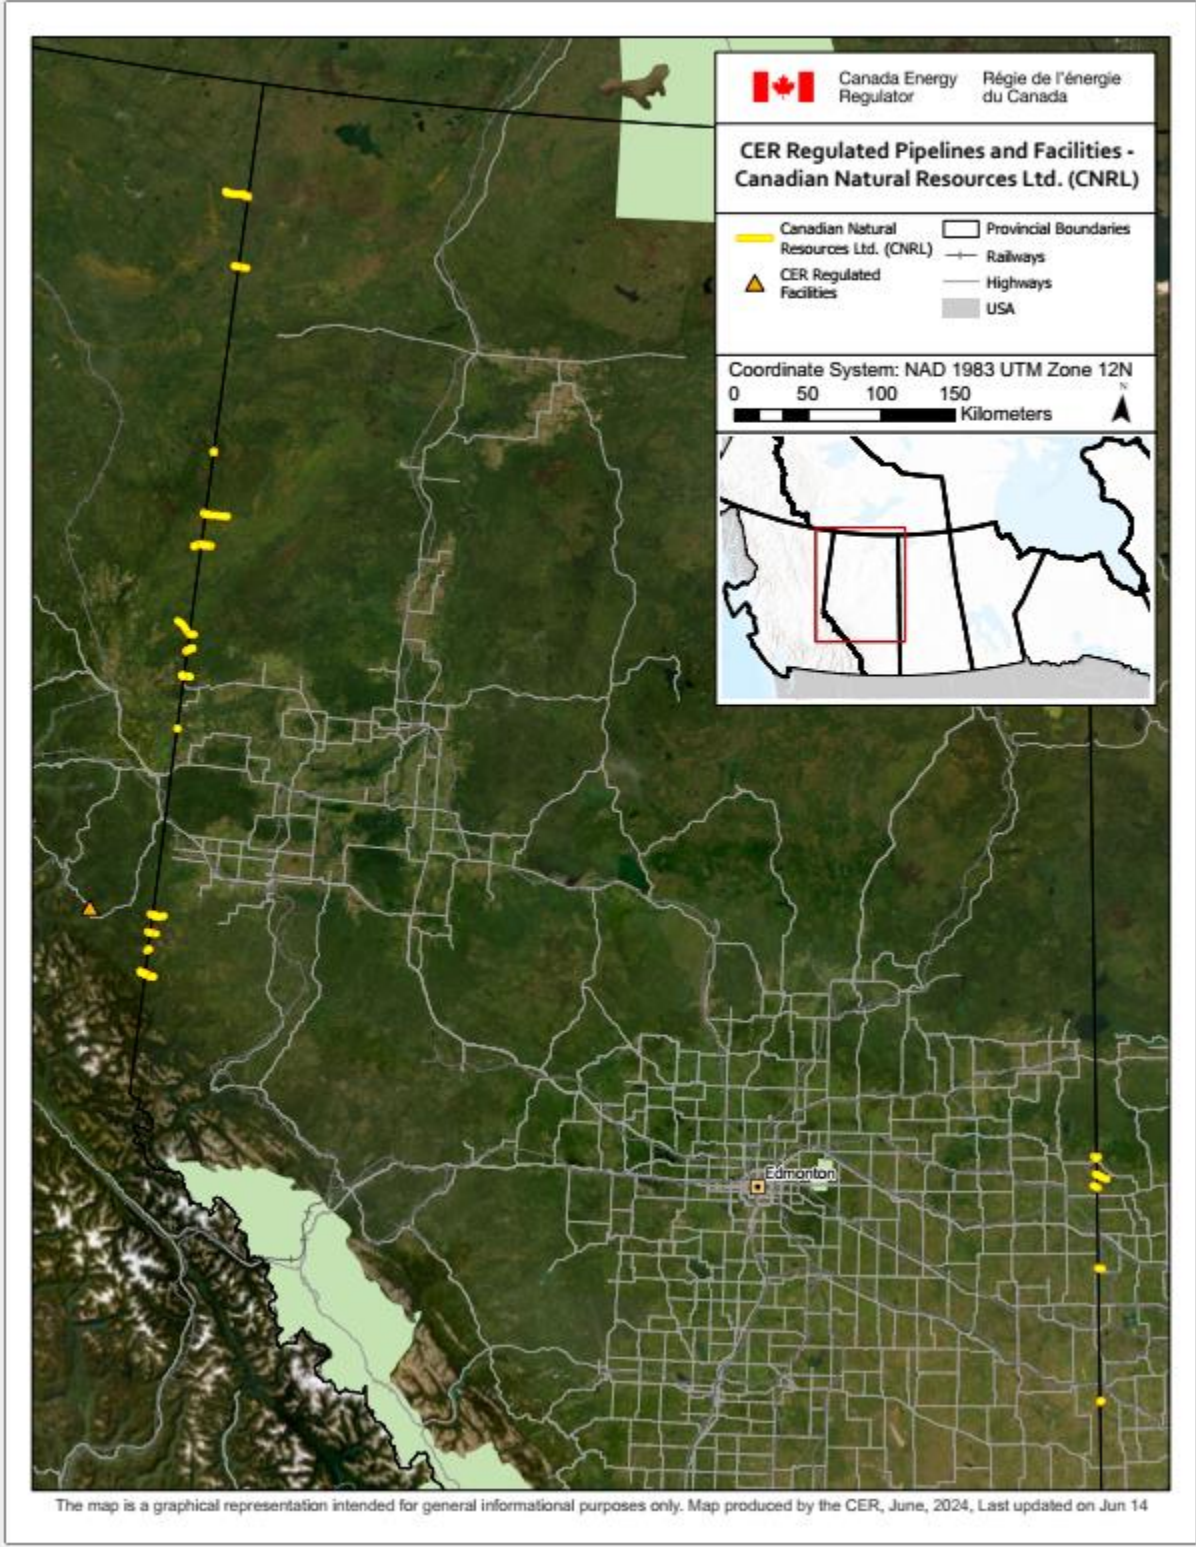 Canada Energy
Regulator
Régie de l'énergie
du Canada
CER Regulated Pipelines and Facilities -
Canadian Natural Resources Ltd. (CNRL)
Canadian Natural
Resources Ltd. (CNRL)
CER Regulated
Facilities
Provincial Boundaries
Railways
Highways
USA
Coordinate System: NAD 1983 UTM Zone 12N
0 50 100 150
Kilometers
N
Edmonton
The map is a graphical representation intended for general informational purposes only. Map produced by the CER, June, 2024, Last updated on Jun 14